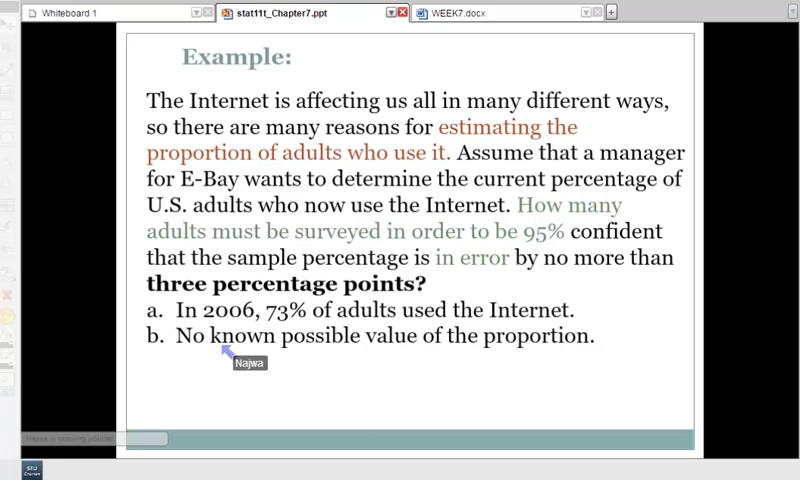 Whiteboard 1
stat11t_Chapter7.ppt
WEEK7.docx
Example:
The Internet is affecting us all in many different ways,
so there are many reasons for estimating the
proportion of adults who use it. Assume that a manager
for E-Bay wants to determine the current percentage of
U.S. adults who now use the Internet. How many
adults must be surveyed in order to be 95% confident
that the sample percentage is in error by no more than
three percentage points?
a. In 2006, 73% of adults used the Internet.
b. No known possible value of the proportion.
Najwa